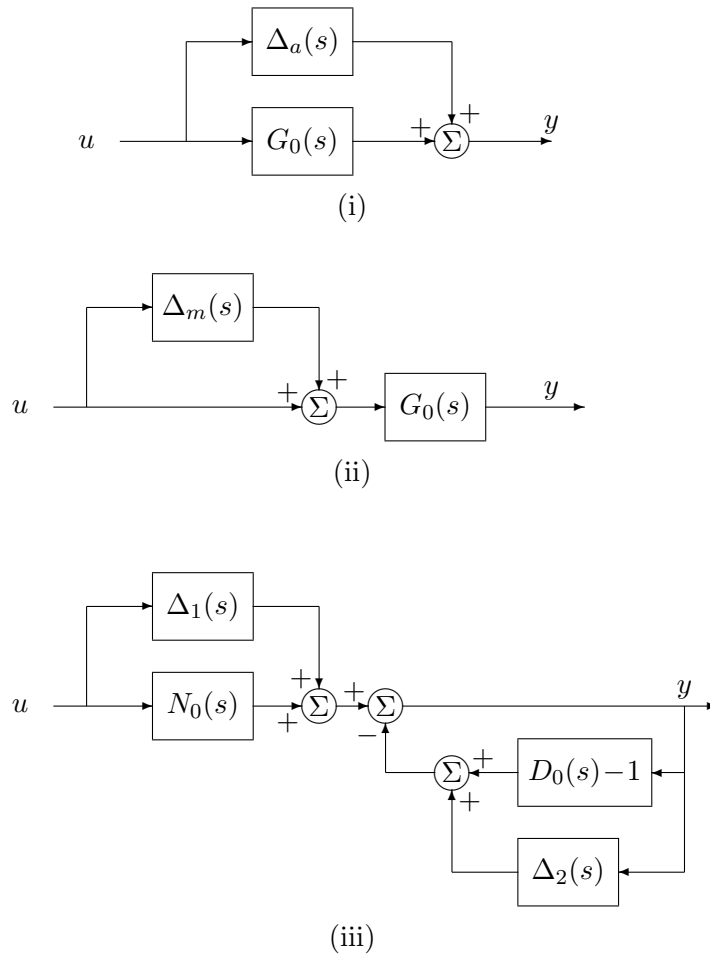 Δₐ(s)
+
u G₀(s) + Σ y
(i)
Δₘ(s)
u + + Σ G₀(s) y
(ii)
Δ₁(s)
u N₀(s) + + Σ + Σ y
− Σ + D₀(s)−1
+
Δ₂(s)
(iii)